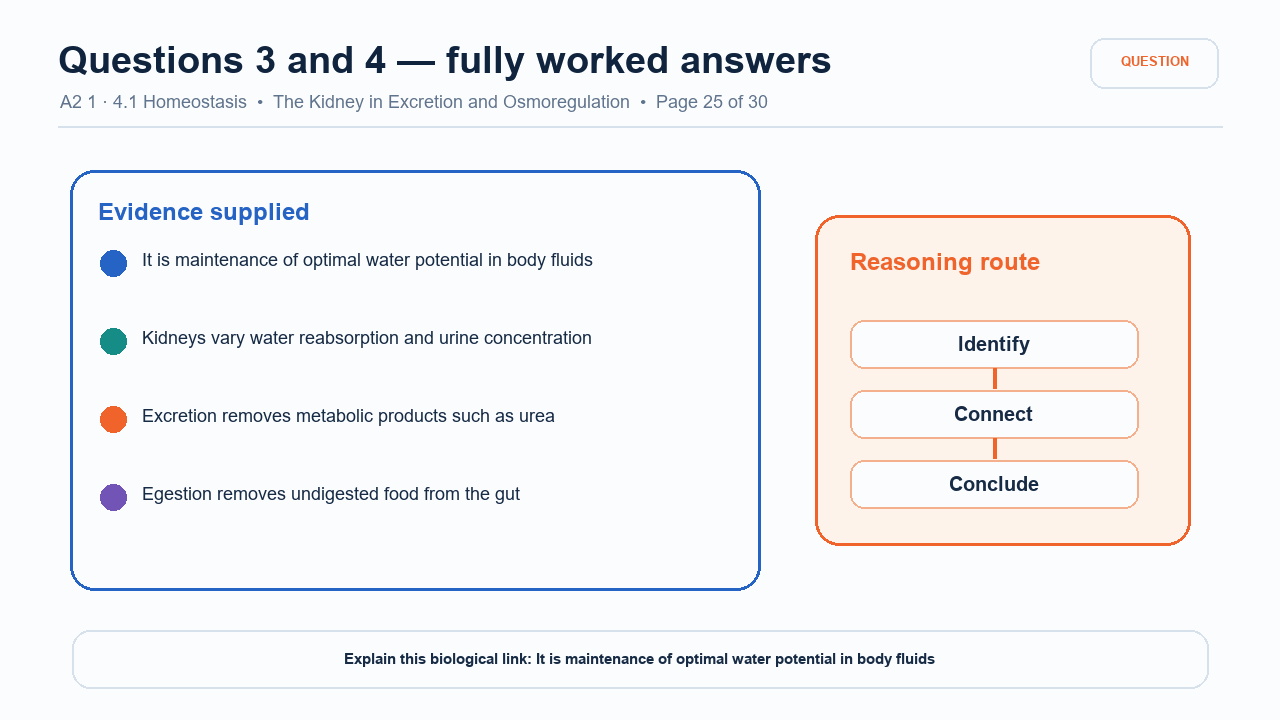 Questions 3 and 4 — fully worked answers
QUESTION
A2 1 · 4.1 Homeostasis • The Kidney in Excretion and Osmoregulation • Page 25 of 30
Evidence supplied
It is maintenance of optimal water potential in body fluids
Kidneys vary water reabsorption and urine concentration
Excretion removes metabolic products such as urea
Egestion removes undigested food from the gut
Reasoning route
Identify
Connect
Conclude
Explain this biological link: It is maintenance of optimal water potential in body fluids